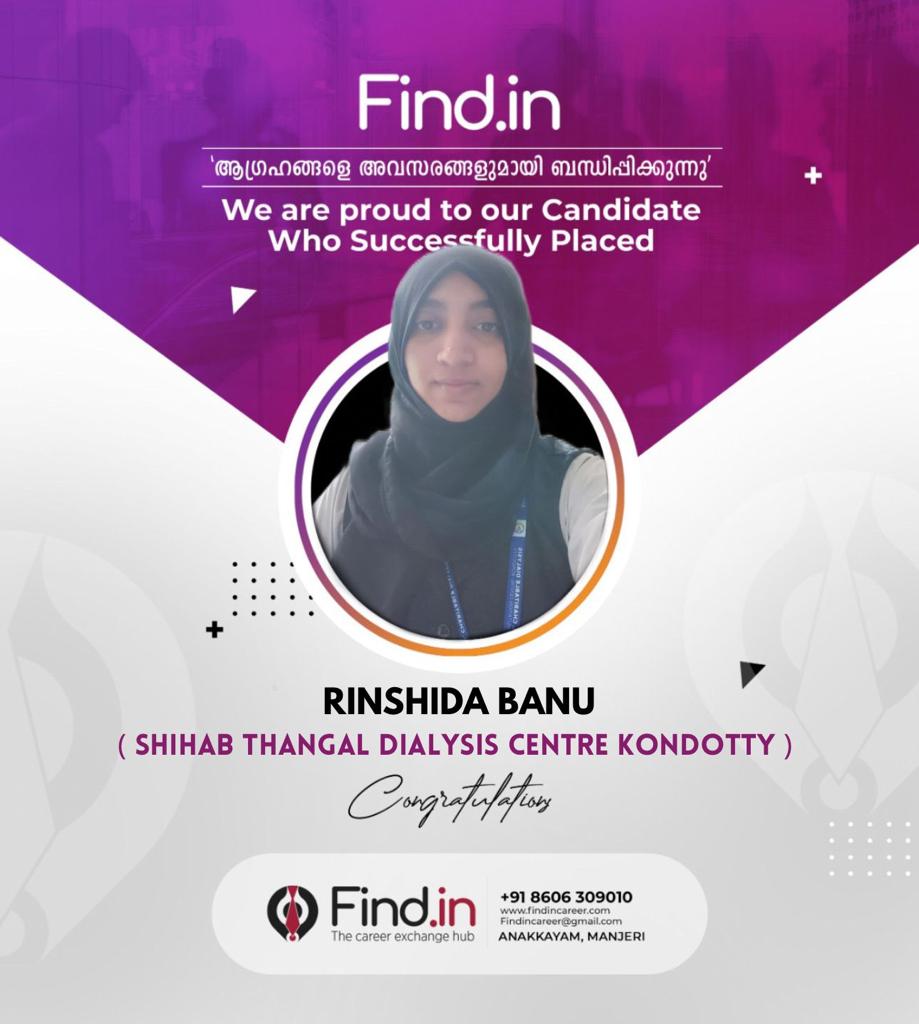 Find.in
'ആഗ്രഹങ്ങളെ അവസരങ്ങളുമായി ബന്ധിപ്പിക്കുന്നു'
We are proud to our Candidate
Who Successfully Placed
RINSHIDA BANU
( SHIHAB THANGAL DIALYSIS CENTRE KONDOTTY )
Congratulations
Find.in
The career exchange hub
+91 8606 309010
www.findincareer.com
Findincareer@gmail.com
ANAKKAYAM, MANJERI